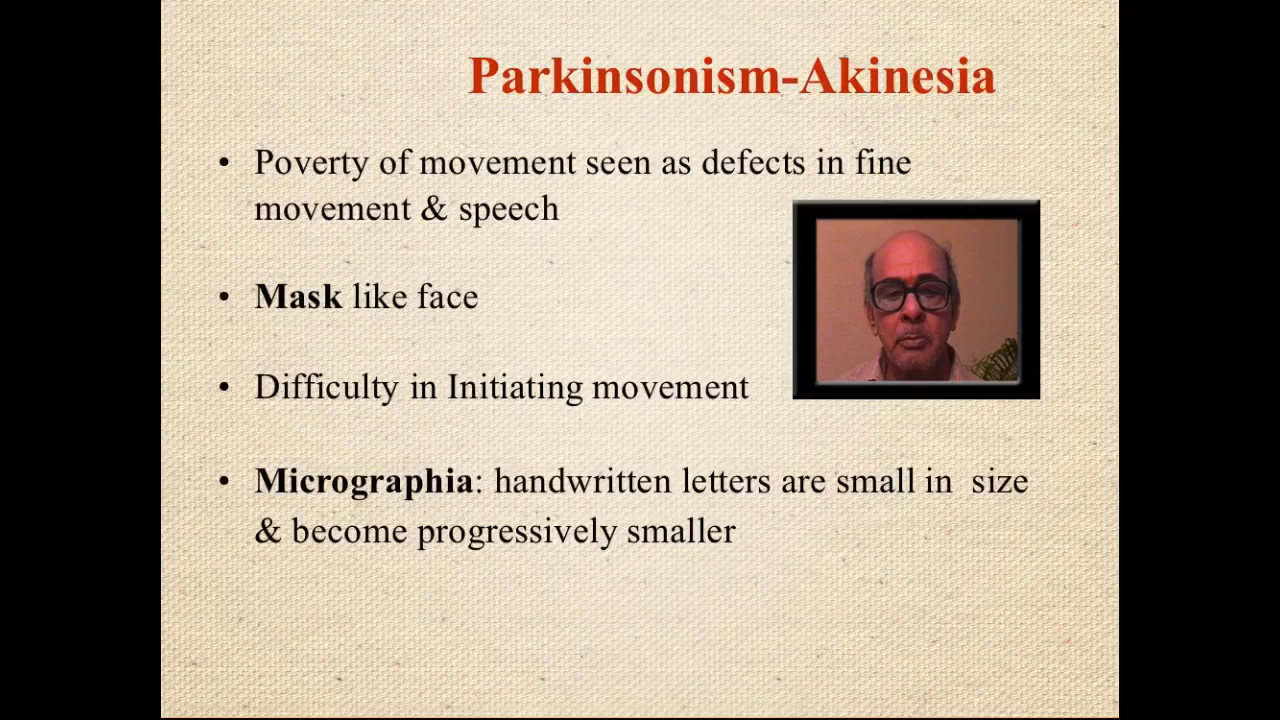 Parkinsonism-Akinesia
• Poverty of movement seen as defects in fine
movement & speech
• Mask like face
• Difficulty in Initiating movement
• Micrographia: handwritten letters are small in  size
& become progressively smaller